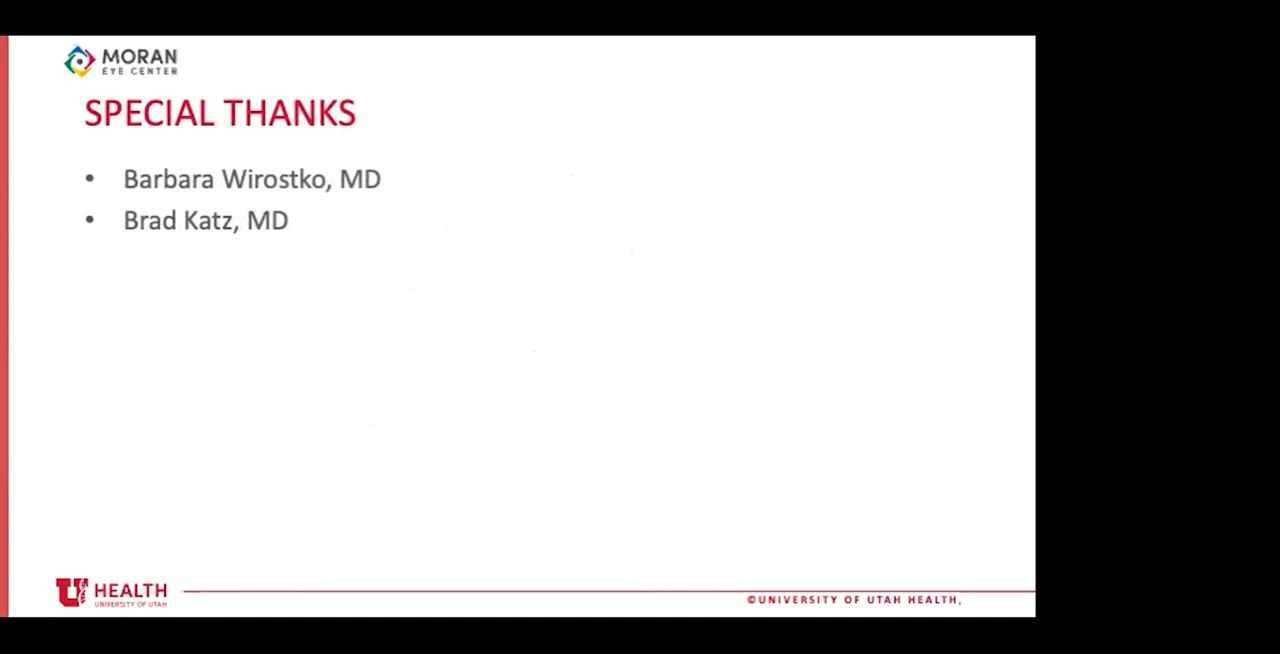 MORAN
EYE CENTER
SPECIAL THANKS
• Barbara Wirostko, MD
• Brad Katz, MD
U HEALTH
UNIVERSITY OF UTAH
©UNIVERSITY OF UTAH HEALTH,